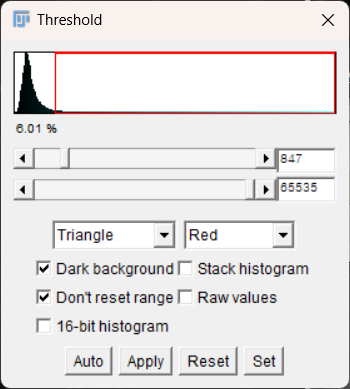 Threshold
6.01 %
847
65535
Triangle Red
Dark background Stack histogram
Don't reset range Raw values
16-bit histogram
Auto Apply Reset Set